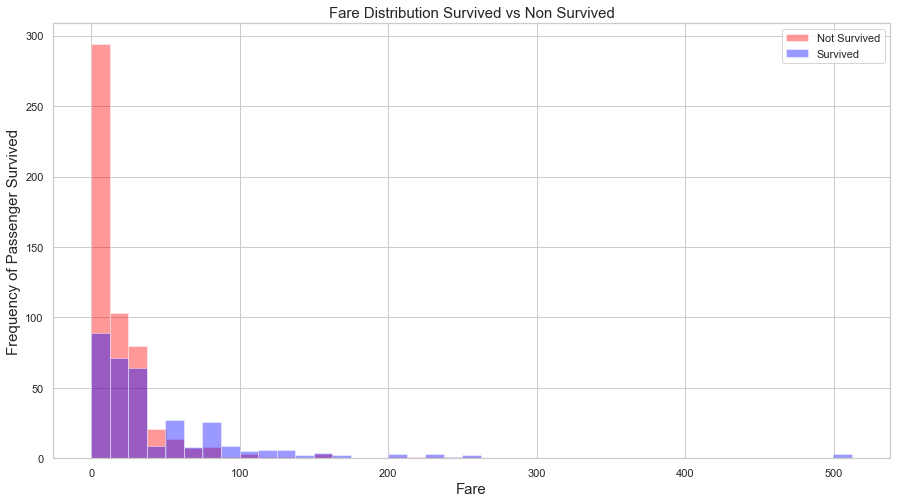 Fare Distribution Survived vs Non Survived
Not Survived
Survived
Frequency of Passenger Survived
300
250
200
150
100
50
0
0 100 200 300 400 500
Fare